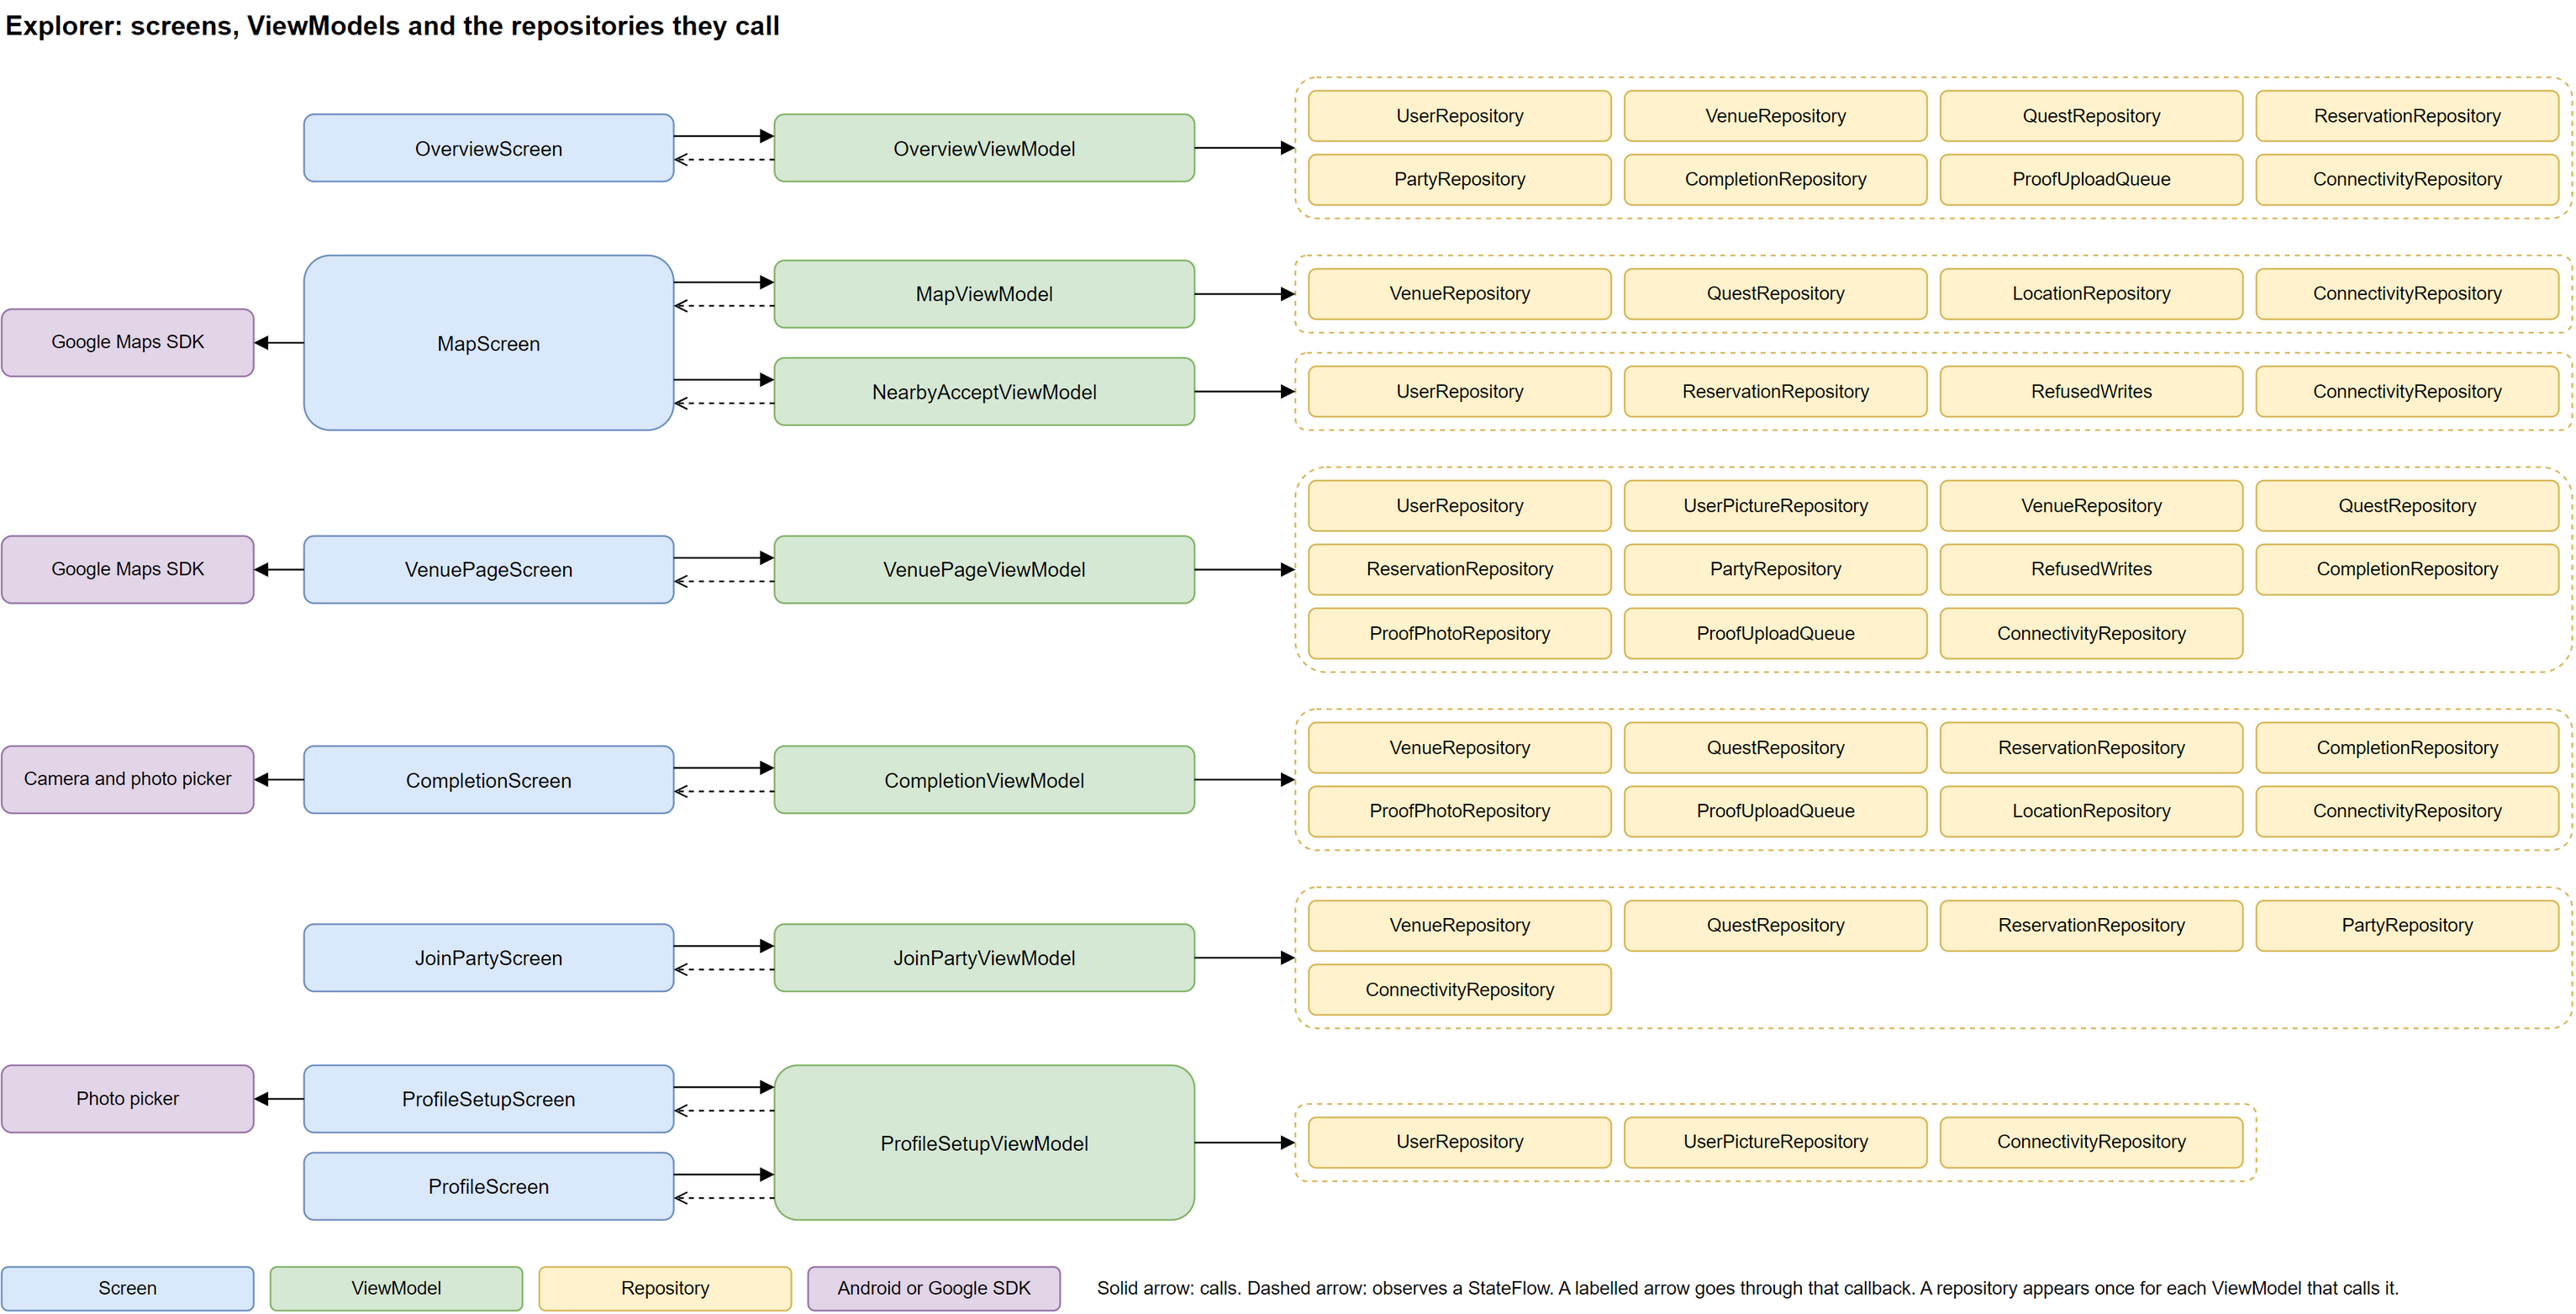 Explorer: screens, ViewModels and the repositories they call
OverviewScreen
OverviewViewModel
UserRepository
VenueRepository
QuestRepository
ReservationRepository
PartyRepository
CompletionRepository
ProofUploadQueue
ConnectivityRepository
Google Maps SDK
MapScreen
MapViewModel
VenueRepository
QuestRepository
LocationRepository
ConnectivityRepository
NearbyAcceptViewModel
UserRepository
ReservationRepository
RefusedWrites
ConnectivityRepository
Google Maps SDK
VenuePageScreen
VenuePageViewModel
UserRepository
UserPictureRepository
VenueRepository
QuestRepository
ReservationRepository
PartyRepository
RefusedWrites
CompletionRepository
ProofPhotoRepository
ProofUploadQueue
ConnectivityRepository
Camera and photo picker
CompletionScreen
CompletionViewModel
VenueRepository
QuestRepository
ReservationRepository
CompletionRepository
ProofPhotoRepository
ProofUploadQueue
LocationRepository
ConnectivityRepository
JoinPartyScreen
JoinPartyViewModel
VenueRepository
QuestRepository
ReservationRepository
PartyRepository
ConnectivityRepository
Photo picker
ProfileSetupScreen
ProfileScreen
ProfileSetupViewModel
UserRepository
UserPictureRepository
ConnectivityRepository
Screen
ViewModel
Repository
Android or Google SDK
Solid arrow: calls. Dashed arrow: observes a StateFlow. A labelled arrow goes through that callback. A repository appears once for each ViewModel that calls it.